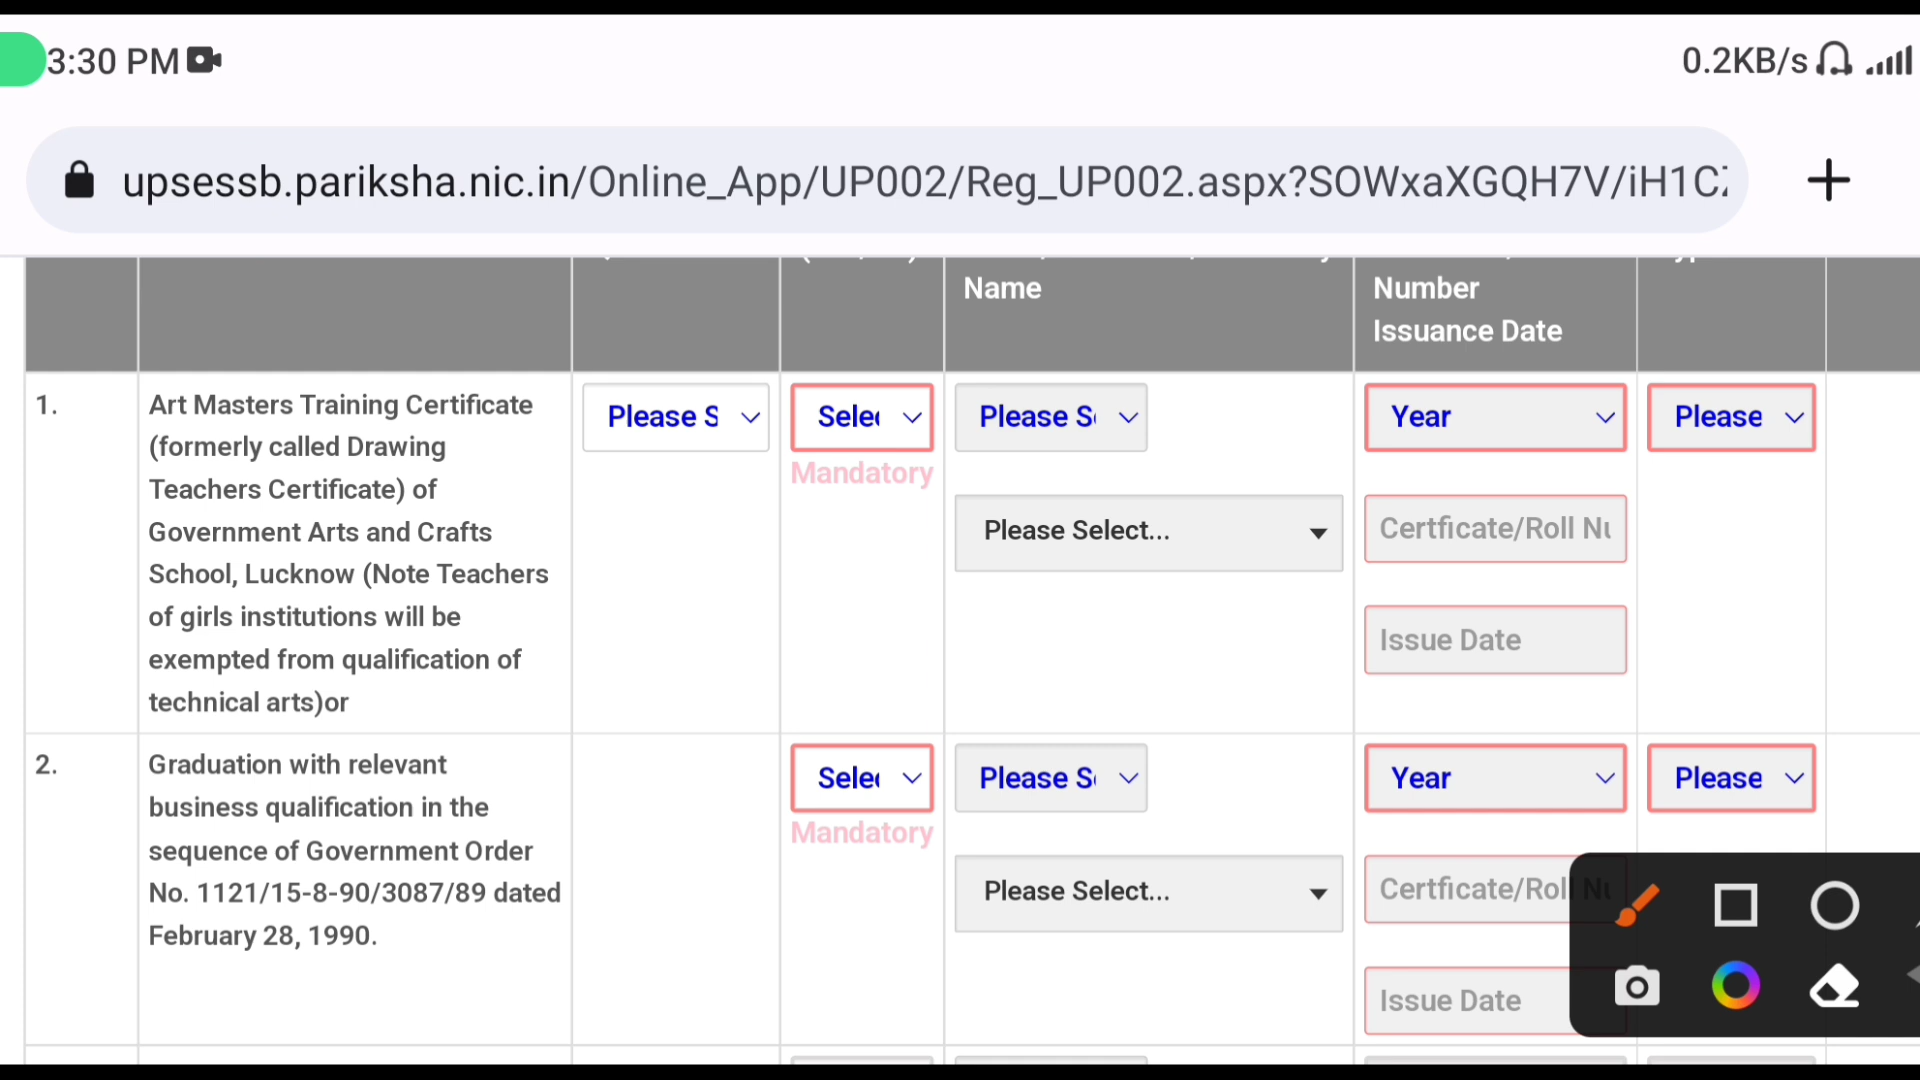 3:30 PM
0.2KB/s
upsessb.pariksha.nic.in/Online_App/UP002/Reg_UP002.aspx?SOWxaXGQH7V/iH1C
Name
Number
Issuance Date
1.
Art Masters Training Certificate
(formerly called Drawing
Teachers Certificate) of
Government Arts and Crafts
School, Lucknow (Note Teachers
of girls institutions will be
exempted from qualification of
technical arts)or
Please S
Selec
Mandatory
Please Se
Please Select...
Year
Certficate/Roll Nu
Issue Date
Please
2.
Graduation with relevant
business qualification in the
sequence of Government Order
No. 1121/15-8-90/3087/89 dated
February 28, 1990.
Selec
Mandatory
Please Se
Please Select...
Year
Certficate/Roll Nu
Issue Date
Please